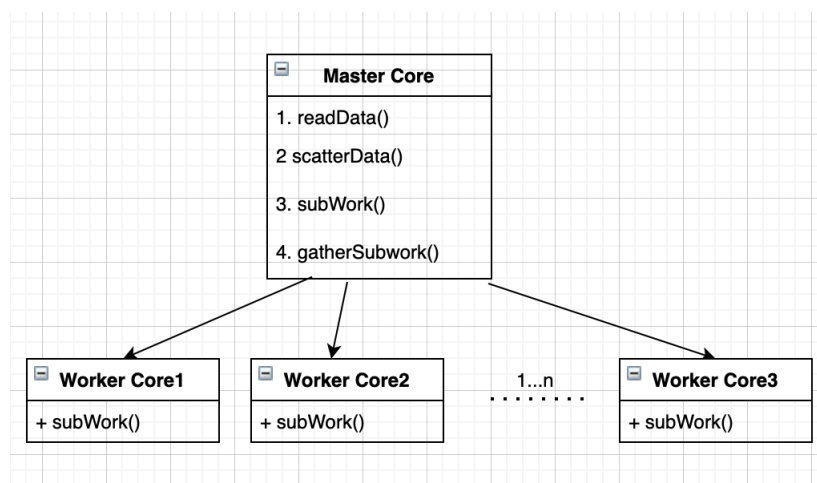 Master Core
1. readData()
2 scatterData()
3. subWork()
4. gatherSubwork()
Worker Core1
+ subWork()
Worker Core2
+ subWork()
1...n
Worker Core3
+ subWork()